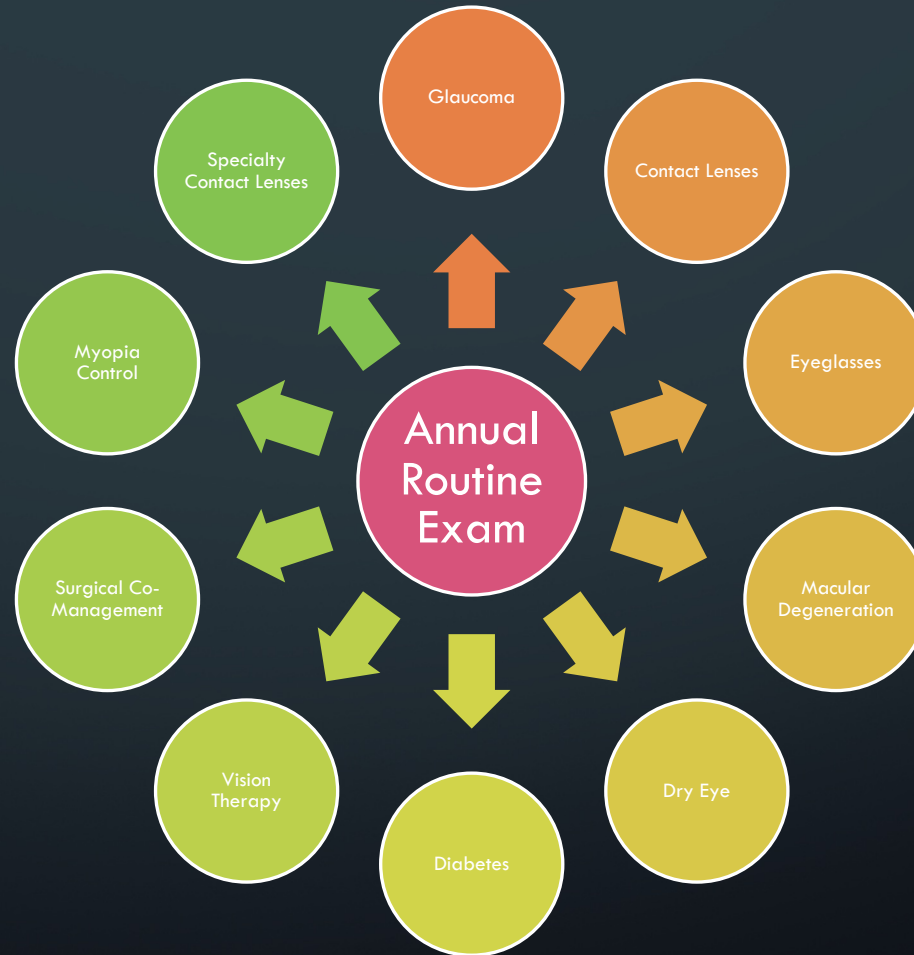 Glaucoma
Contact Lenses
Eyeglasses
Macular
Degeneration
Dry Eye
Diabetes
Vision
Therapy
Surgical Co-
Management
Myopia
Control
Specialty
Contact Lenses
Annual
Routine
Exam